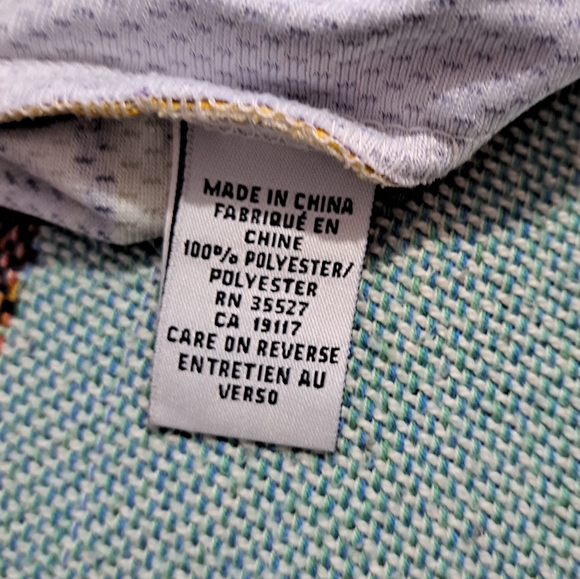 MADE IN CHINA
FABRIQUÉ EN
CHINE
100% POLYESTER/
POLYESTER
RN 35527
CA 19117
CARE ON REVERSE
ENTRETIEN AU
VERSO